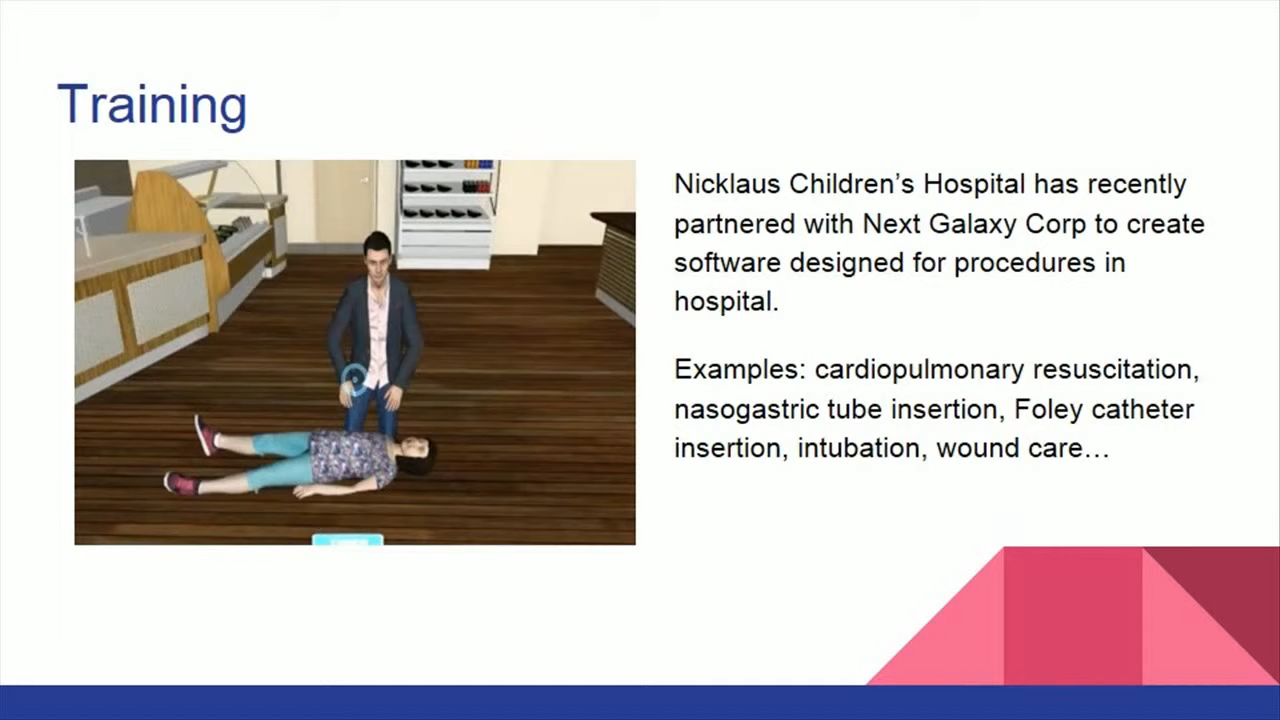 Training
Nicklaus Children’s Hospital has recently
partnered with Next Galaxy Corp to create
software designed for procedures in
hospital.
Examples: cardiopulmonary resuscitation,
nasogastric tube insertion, Foley catheter
insertion, intubation, wound care…